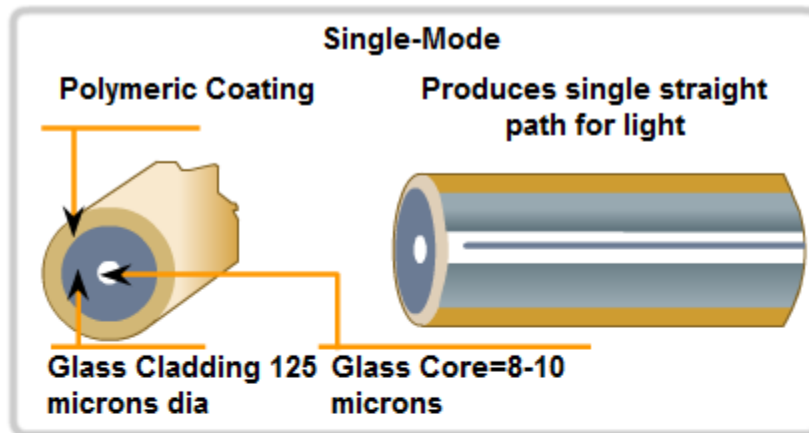 Single-Mode
Polymeric Coating
Produces single straight
path for light
Glass Cladding 125
microns dia
Glass Core=8-10
microns